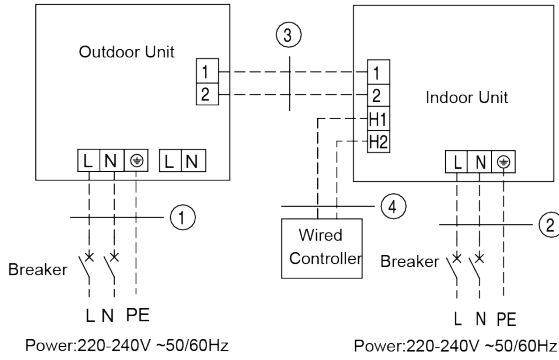 Outdoor Unit
1
2
L N
L N
3
1
2
H1
H2
Indoor Unit
L N
1
4
2
Wired
Controller
Breaker
Breaker
L N PE
L N PE
Power:220-240V ~50/60Hz
Power:220-240V ~50/60Hz